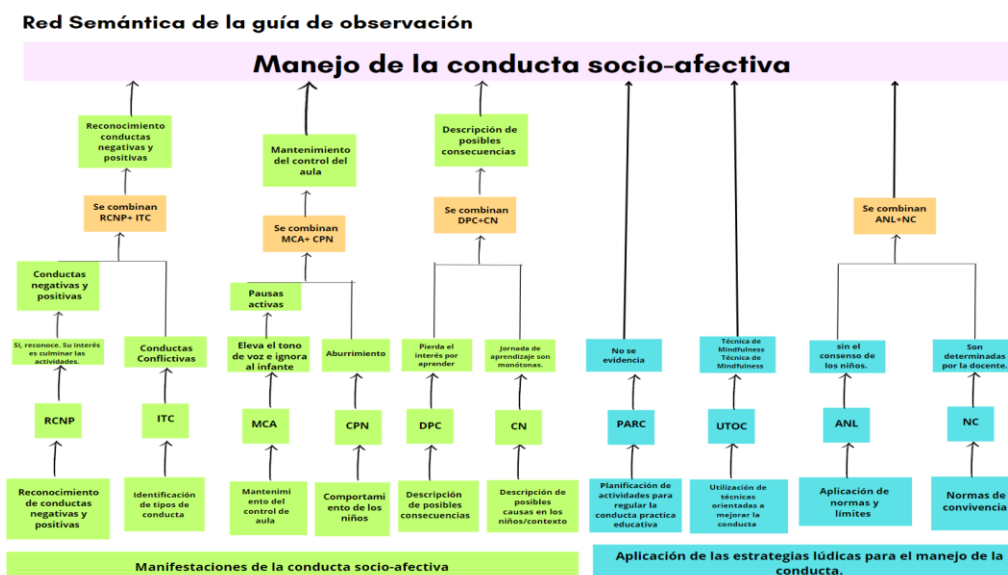 Red Semántica de la guía de observación
Manejo de la conducta socio-afectiva
Reconocimiento
conductas
negativas y
positivas
Mantenimiento
del control del
aula
Descripción de
posibles
consecuencias
Se combinan
RCNP+ ITC
Se combinan
MCA+ CPN
Se combinan
DPC+CN
Se combinan
ANL+NC
Conductas
negativas y
positivas
Pausas
activas
Si, reconoce. Su interés
es culminar las
actividades.
Conductas
Conflictivas
Eleva el tono
de voz e ignora
al infante
Aburrimiento
Pierda el
interés por
aprender
Jornada de
aprendizaje son
monótonas.
No se
evidencia
Técnica de
Mindfulness
Técnica de
Mindfulness
sin el
consenso de
los niños.
Son
determinadas
por la docente.
RCNP
ITC
MCA
CPN
DPC
CN
PARC
UTOC
ANL
NC
Reconocimiento
de conductas
negativas y
positivas
Identificación
de tipos de
conducta
Mantenimi
ento del
control de
aula
Comportami
ento de los
niños
Descripción
de posibles
consecuencias
Descripción de
posibles
causas en los
niños/contexto
Planificación de
actividades para
regular la
conducta practica
educativa
Utilización de
técnicas
orientadas a
mejorar la
conducta
Aplicación de
normas y
límites
Normas de
convivencia
Manifestaciones de la conducta socio-afectiva
Aplicación de las estrategias lúdicas para el manejo de la
conducta.